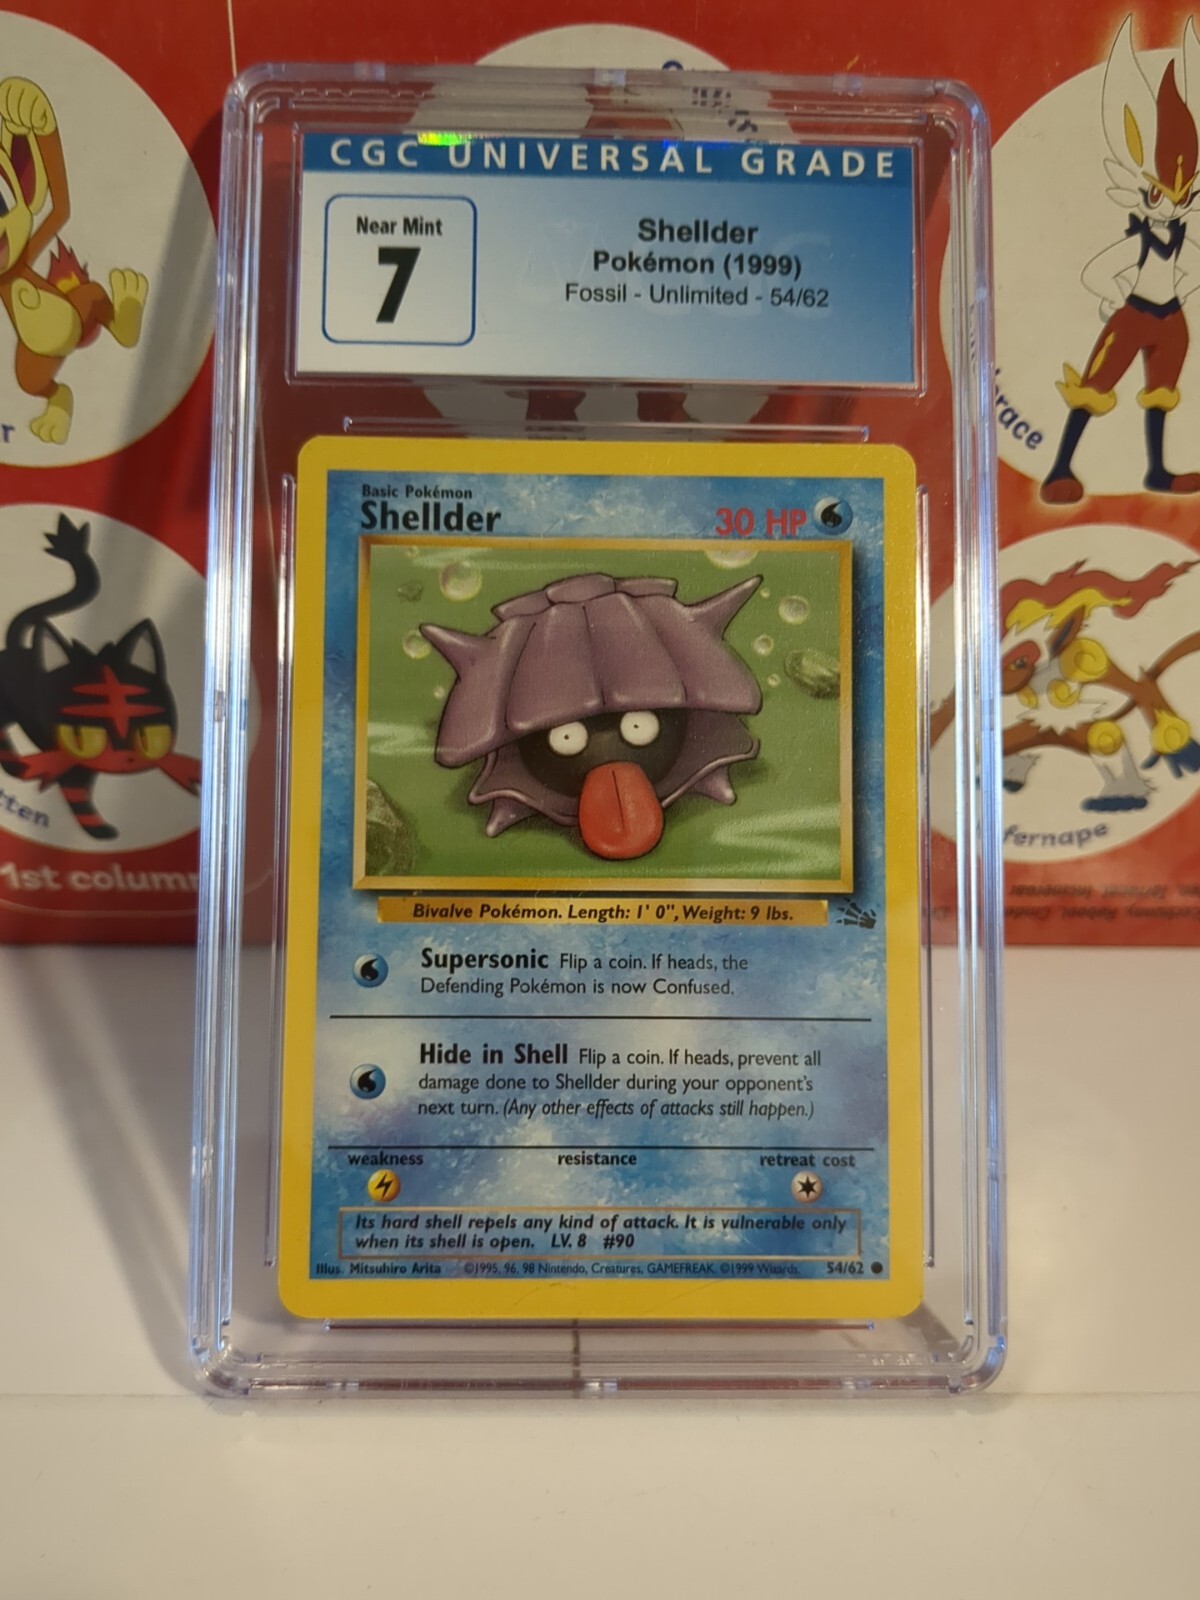 CGC UNIVERSAL GRADE
Near Mint
7
Shellder
Pokémon (1999)
Fossil - Unlimited - 54/62
Basic Pokémon
Shellder
30 HP
Bivalve Pokémon. Length: 1' 0", Weight: 9 lbs.
Supersonic Flip a coin. If heads, the
Defending Pokémon is now Confused.
Hide in Shell Flip a coin. If heads, prevent all
damage done to Shellder during your opponent's
next turn. (Any other effects of attacks still happen.)
weakness resistance retreat cost
Its hard shell repels any kind of attack. It is vulnerable only
when its shell is open. LV. 8 #90
Illus. Mitsuhiro Arita ©1995, 96, 98 Nintendo, Creatures, GAMEFREAK. ©1999 Wizards. 54/62
1st column